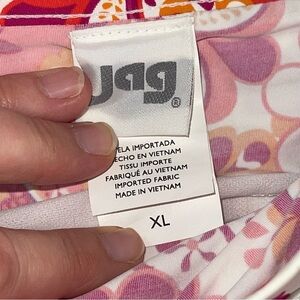 Jag®
ELA IMPORTADA
ECHO EN VIETNAM
TISSU IMPORTE
FABRIQUÉ AU VIETNAM
IMPORTED FABRIC
MADE IN VIETNAM
XL